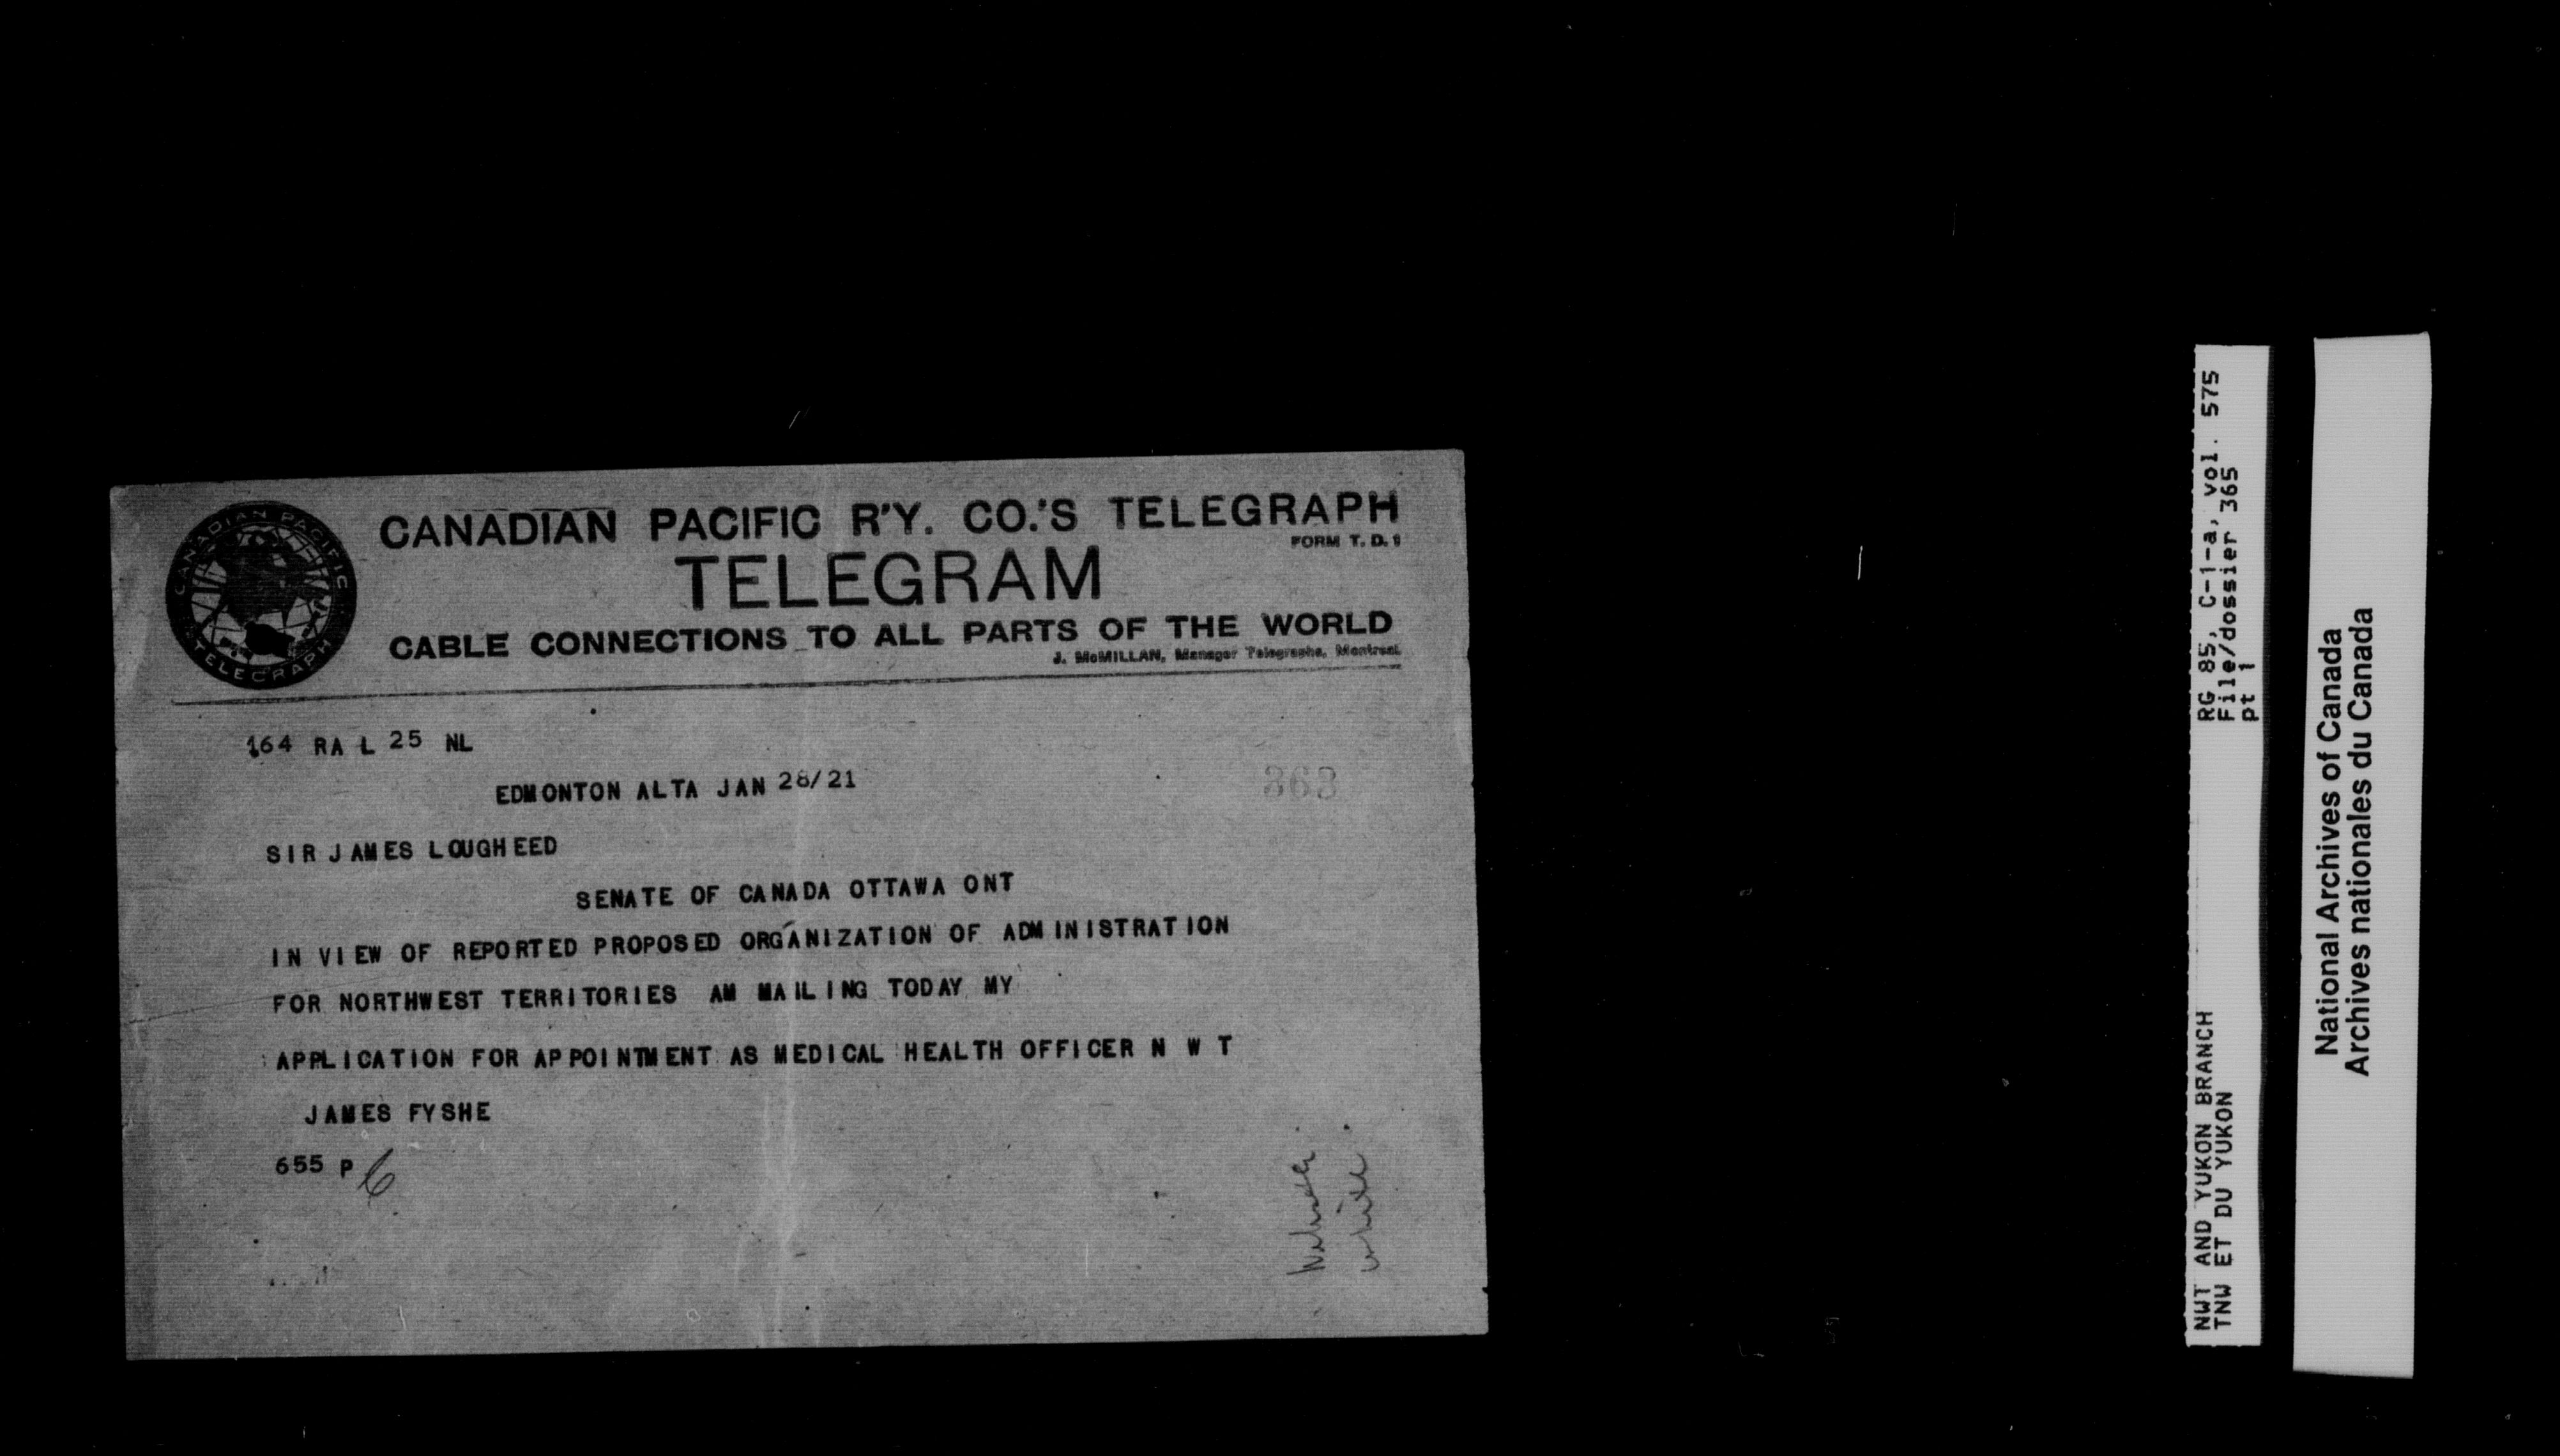 CANADIAN PACIFIC TELEGRAPH
CANADIAN PACIFIC R'Y. CO.'S TELEGRAPH
FORM T. D. 1
TELEGRAM
CABLE CONNECTIONS TO ALL PARTS OF THE WORLD
J. McMILLAN, Manager Telegraphs, Montreal.
164 RA L 25 NL
EDMONTON ALTA JAN 28/21
363
SIR JAMES LOUGHEED
SENATE OF CANADA OTTAWA ONT
IN VIEW OF REPORTED PROPOSED ORGANIZATION OF ADMINISTRATION
FOR NORTHWEST TERRITORIES AM MAILING TODAY MY
APPLICATION FOR APPOINTMENT AS MEDICAL HEALTH OFFICER N W T
JAMES FYSHE
655 P
NWT AND YUKON BRANCH RG 85, C-1-a, vol. 575
TNW ET DU YUKON File/dossier 365
pt 1
National Archives of Canada
Archives nationales du Canada